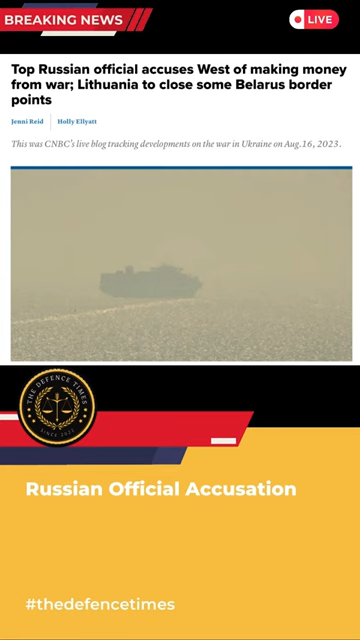 BREAKING NEWS
LIVE
Top Russian official accuses West of making money
from war; Lithuania to close some Belarus border
points
Jenni Reid Holly Ellyatt
This was CNBC's live blog tracking developments on the war in Ukraine on Aug.16, 2023.
THE DEFENCE TIMES
SINCE 2022
Russian Official Accusation
#thedefencetimes